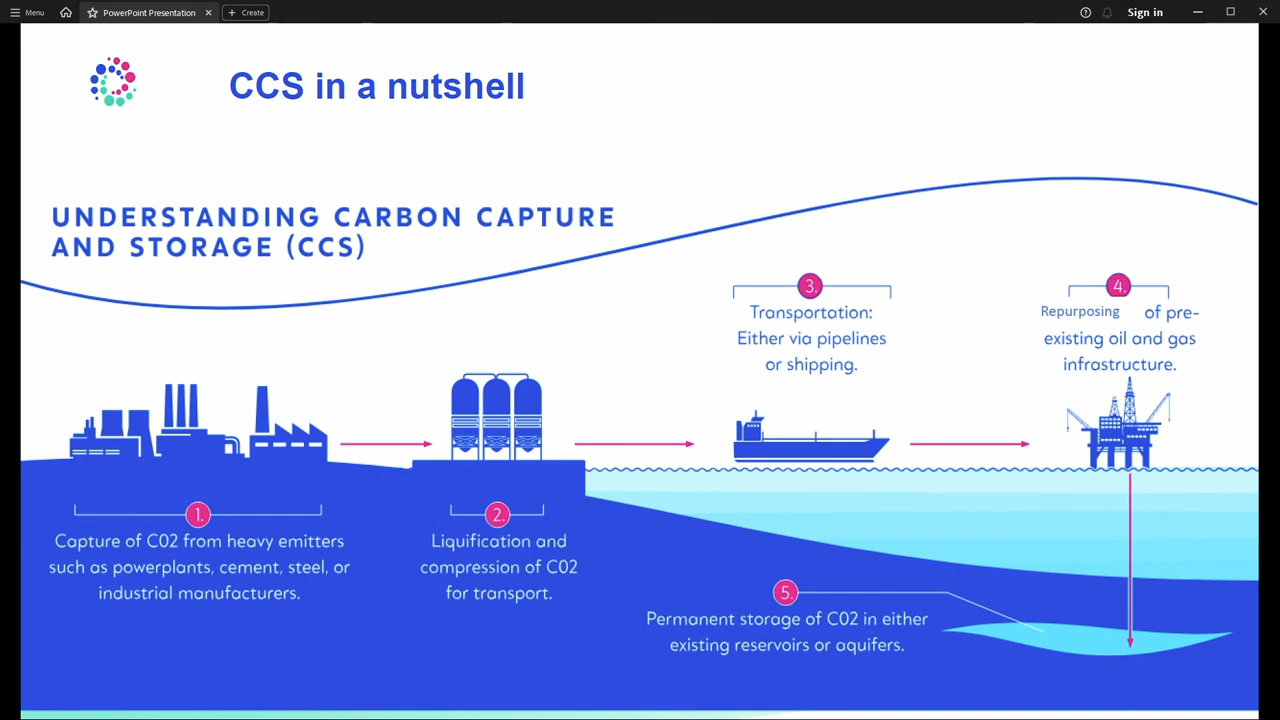 Menu
PowerPoint Presentation
Create
Sign in
CCS in a nutshell
UNDERSTANDING CARBON CAPTURE
AND STORAGE (CCS)
3.
Transportation:
Either via pipelines
or shipping.
4.
Repurposing of pre-
existing oil and gas
infrastructure.
1.
Capture of C02 from heavy emitters
such as powerplants, cement, steel, or
industrial manufacturers.
2.
Liquification and
compression of C02
for transport.
5.
Permanent storage of C02 in either
existing reservoirs or aquifers.